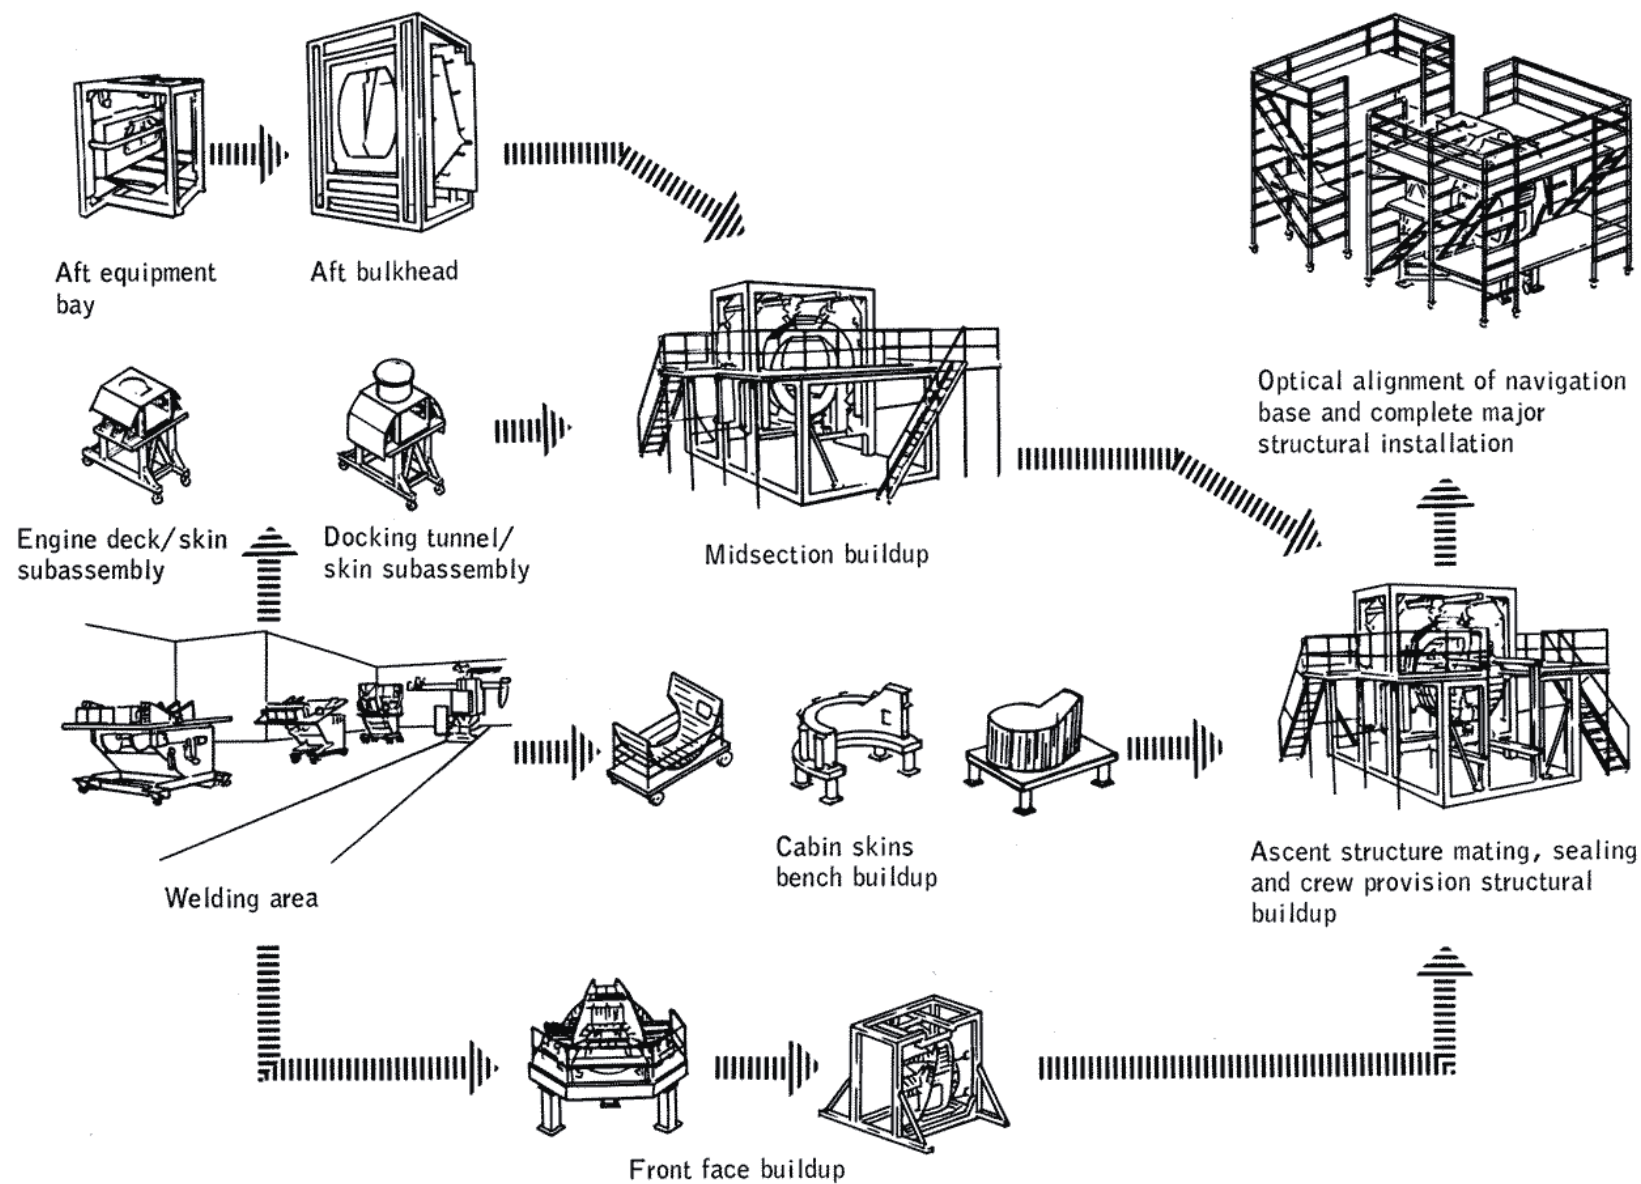 Aft equipment
bay
Aft bulkhead
Optical alignment of navigation
base and complete major
structural installation
Engine deck/skin
subassembly
Docking tunnel/
skin subassembly
Midsection buildup
Welding area
Cabin skins
bench buildup
Ascent structure mating, sealing
and crew provision structural
buildup
Front face buildup